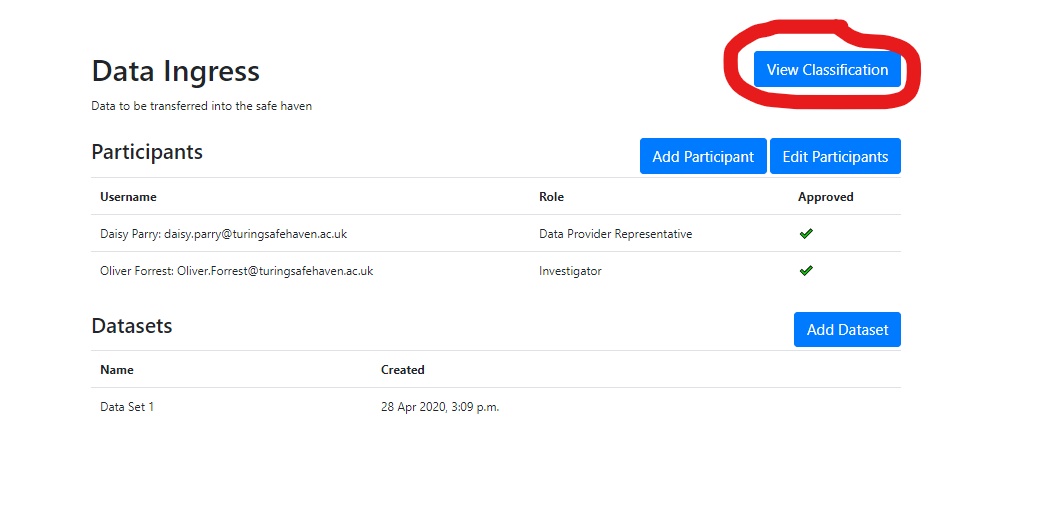 Data Ingress
View Classification
Data to be transferred into the safe haven
Participants
Add Participant
Edit Participants
Username Role Approved
Daisy Parry: daisy.parry@turingsafehaven.ac.uk Data Provider Representative
Oliver Forrest: Oliver.Forrest@turingsafehaven.ac.uk Investigator
Datasets
Add Dataset
Name Created
Data Set 1 28 Apr 2020, 3:09 p.m.